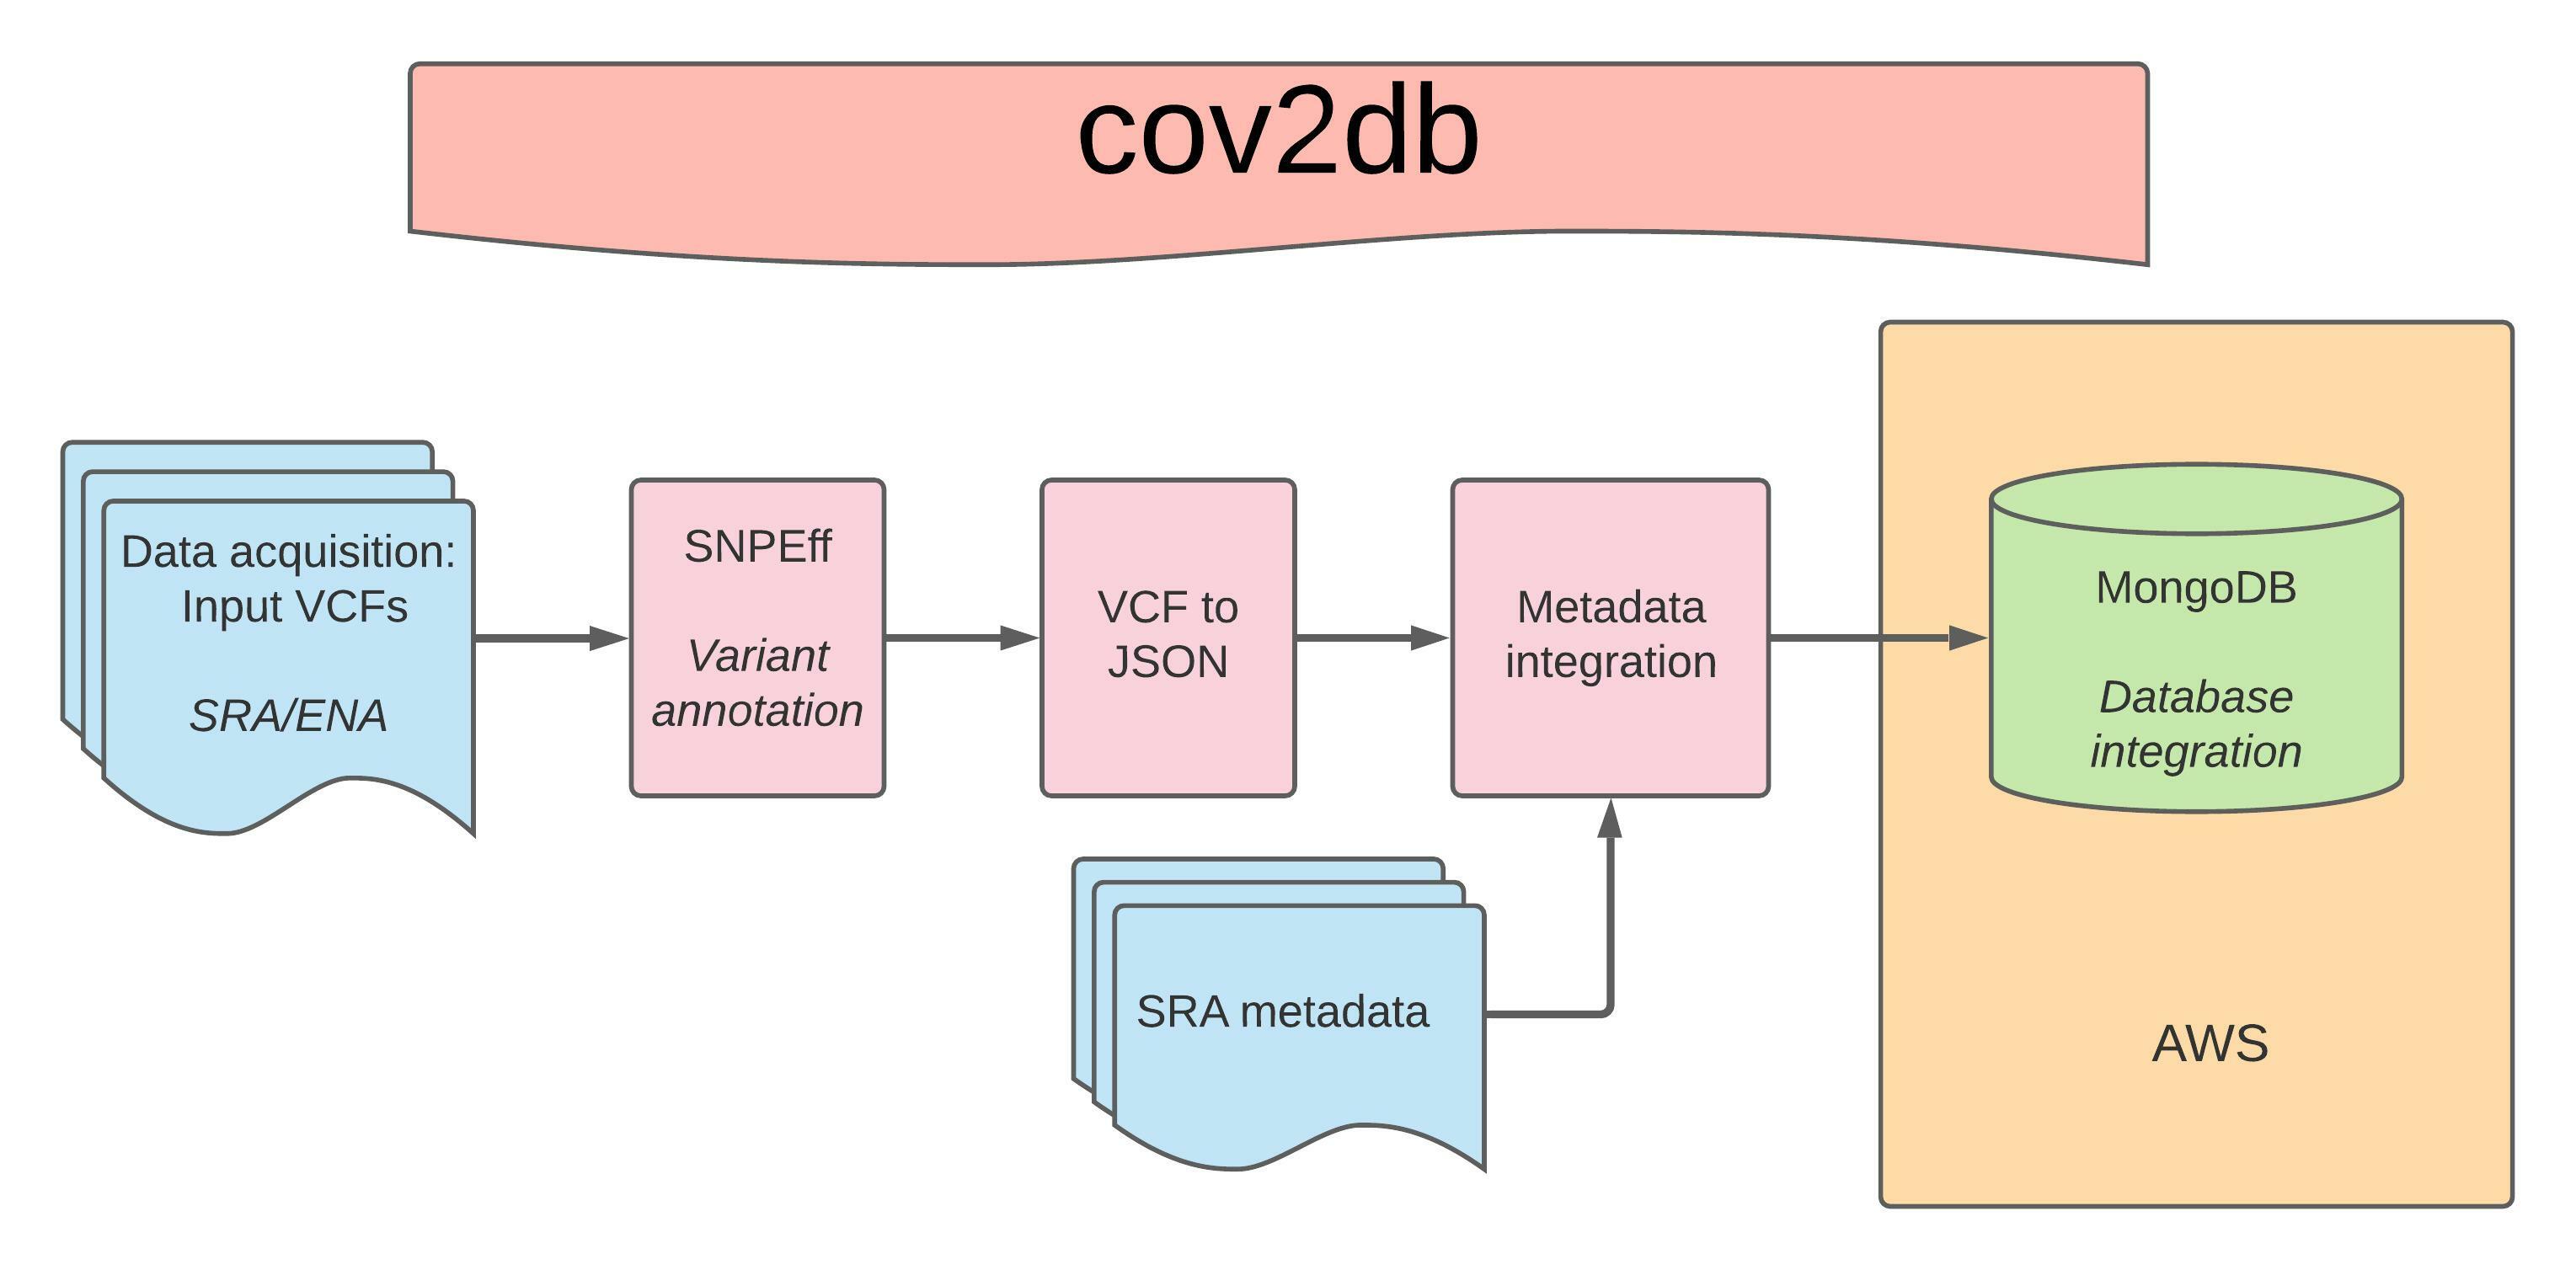 cov2db
Data acquisition:
Input VCFs
SRA/ENA
SNPEff
Variant
annotation
VCF to
JSON
Metadata
integration
MongoDB
Database
integration
SRA metadata
AWS